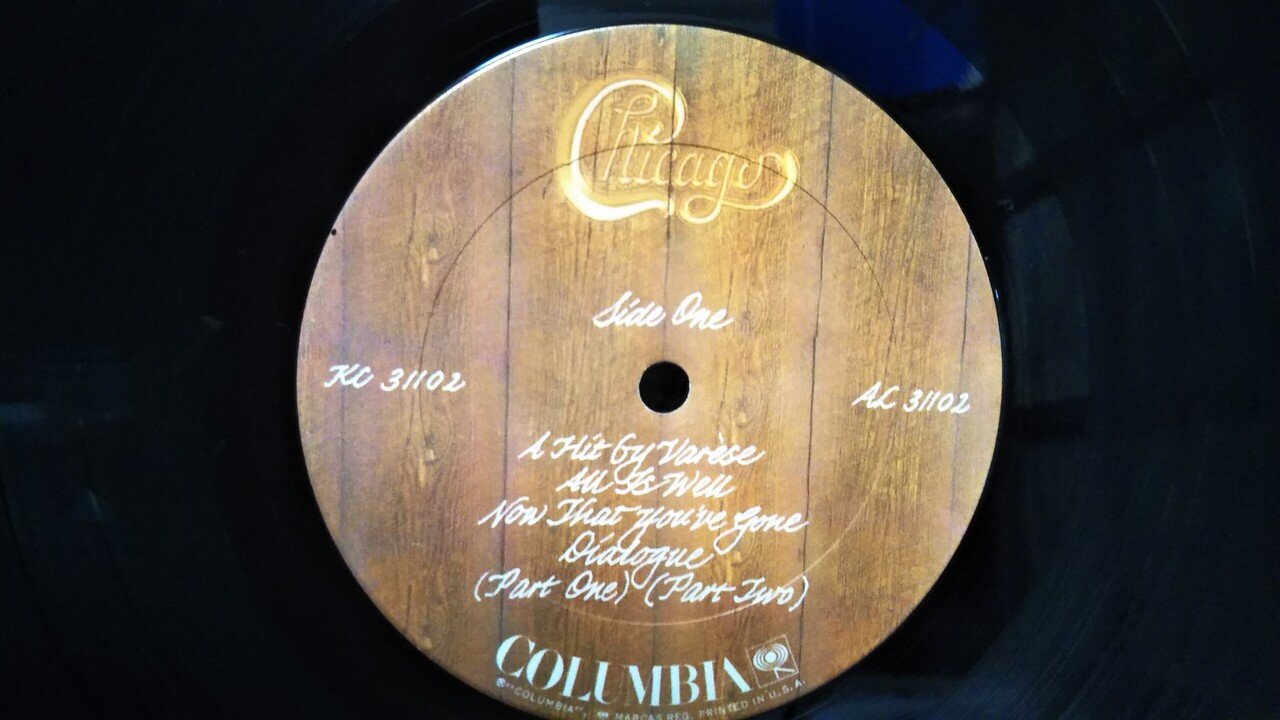 Chicago
Side One
KC 31102
AL 31102
A Hit by Varèse
All Is Well
Now That You've Gone
Dialogue
(Part One) (Part Two)
COLUMBIA
"COLUMBIA", MARCAS REG. PRINTED IN U.S.A.